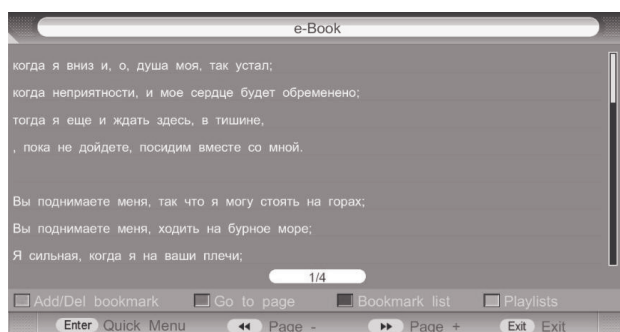 e-Book
когда я вниз и, о, душа моя, так устал;
когда неприятности, и мое сердце будет обременено;
тогда я еще и ждать здесь, в тишине,
, пока не дойдете, посидим вместе со мной.
Вы поднимаете меня, так что я могу стоять на горах;
Вы поднимаете меня, ходить на бурное море;
Я сильная, когда я на ваши плечи;
1/4
Add/Del bookmark Go to page Bookmark list Playlists
Enter Quick Menu Page - Page + Exit Exit